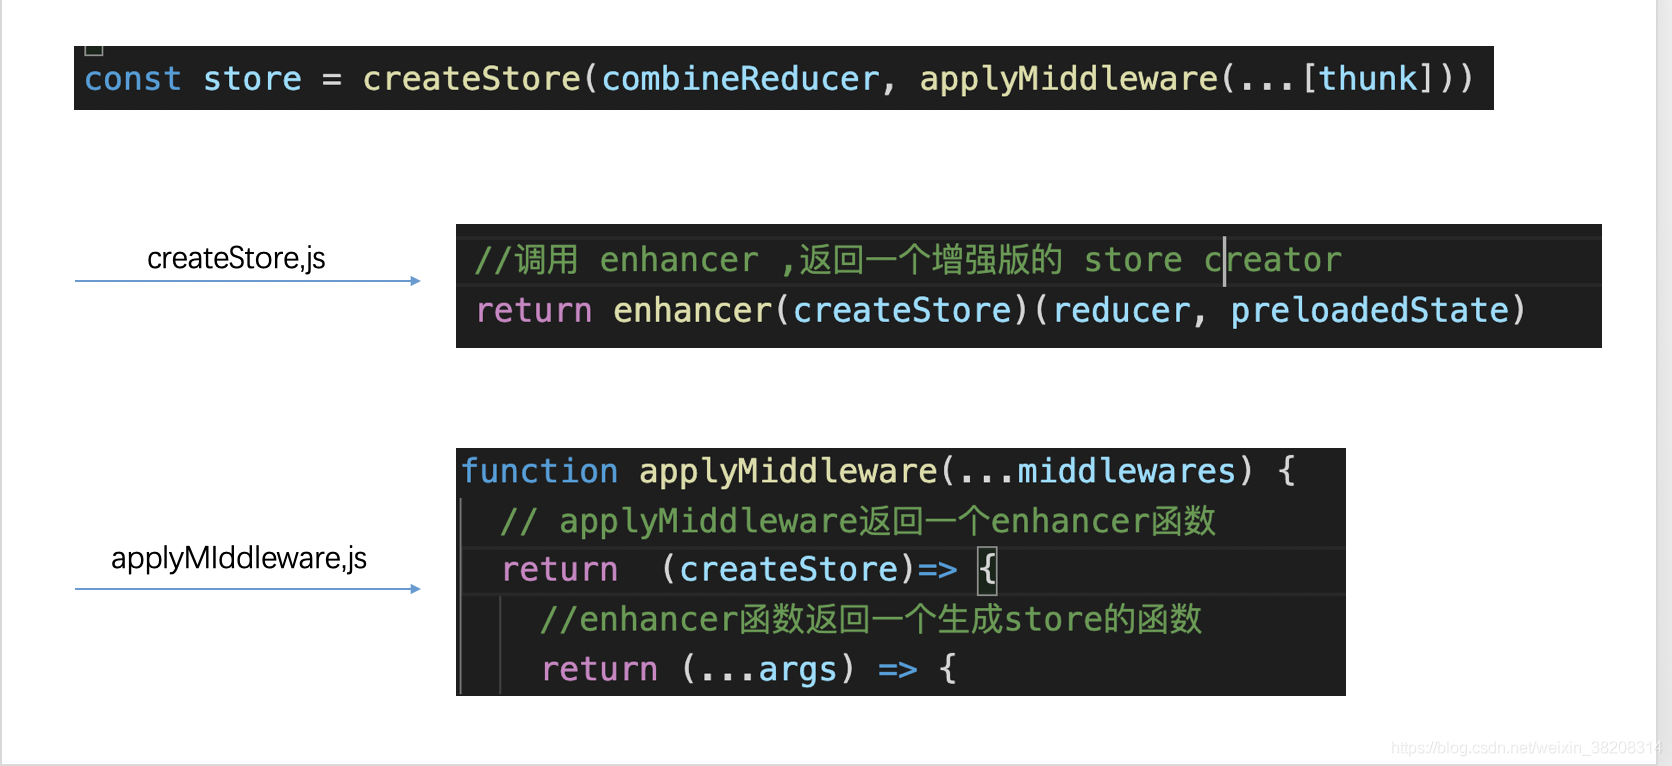 const store = createStore(combineReducer, applyMiddleware(...[thunk]))
createStore,js
//调用 enhancer ,返回一个增强版的 store creator
return enhancer(createStore)(reducer, preloadedState)
function applyMiddleware(...middlewares) {
// applyMiddleware返回一个enhancer函数
return  (createStore)=> {
applyMIddleware,js
//enhancer函数返回一个生成store的函数
return (...args) => {
https://blog.csdn.net/weixin_38208314